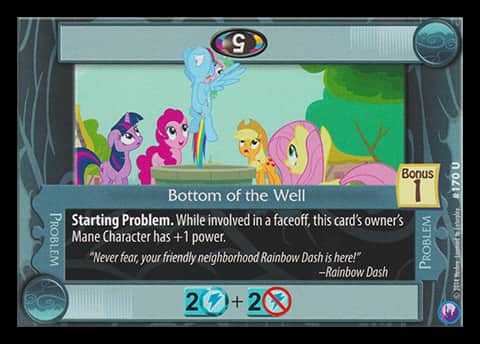 5
Bottom of the Well
Bonus
1
#170 U
PROBLEM
Starting Problem. While involved in a faceoff, this card's owner's
Mane Character has +1 power.
"Never fear, your friendly neighborhood Rainbow Dash is here!"
–Rainbow Dash
PROBLEM
2 + 2